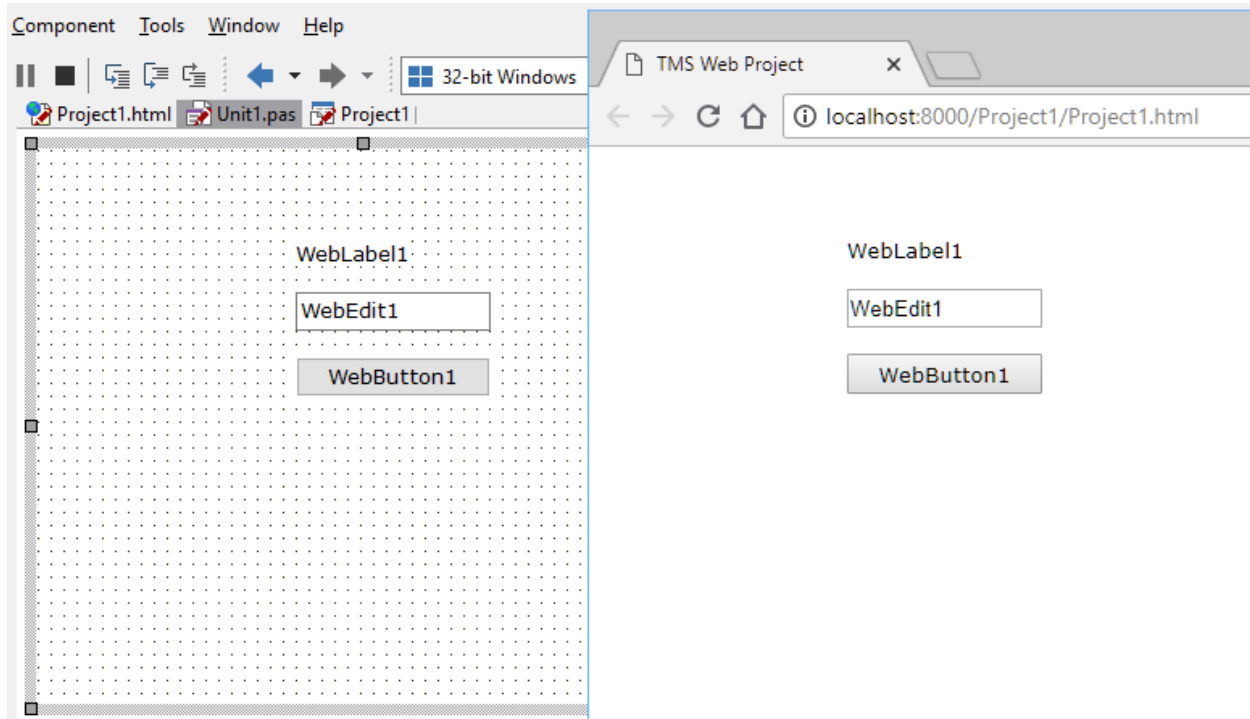 Component Tools Window Help
32-bit Windows
Project1.html Unit1.pas Project1
WebLabel1
WebEdit1
WebButton1
TMS Web Project
localhost:8000/Project1/Project1.html
WebLabel1
WebEdit1
WebButton1